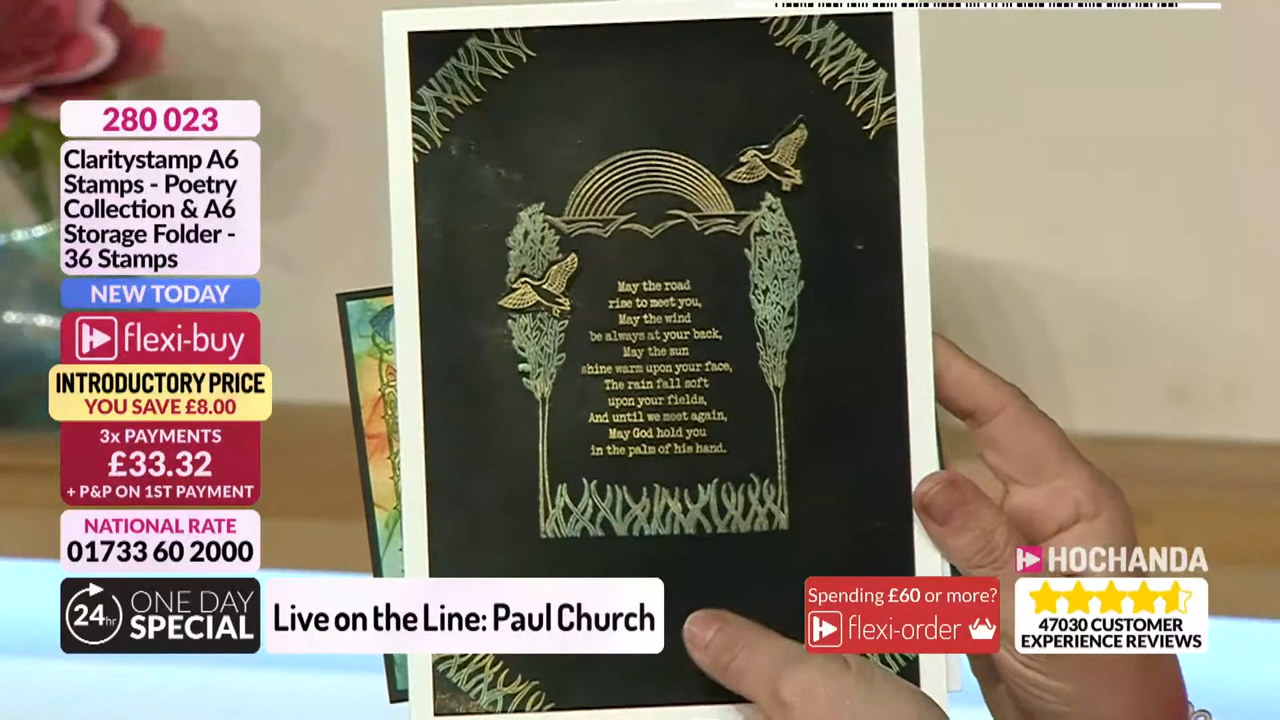 280 023
Claritystamp A6
Stamps - Poetry
Collection & A6
Storage Folder -
36 Stamps
NEW TODAY
flexi-buy
INTRODUCTORY PRICE
YOU SAVE £8.00
3x PAYMENTS
£33.32
+ P&P ON 1ST PAYMENT
NATIONAL RATE
01733 60 2000
24hr
ONE DAY
SPECIAL
Live on the Line: Paul Church
May the road
rise to meet you,
May the wind
be always at your back,
May the sun
shine warm upon your face,
The rain fall soft
upon your fields,
And until we meet again,
May God hold you
in the palm of his hand.
Spending £60 or more?
flexi-order
HOCHANDA
47030 CUSTOMER
EXPERIENCE REVIEWS